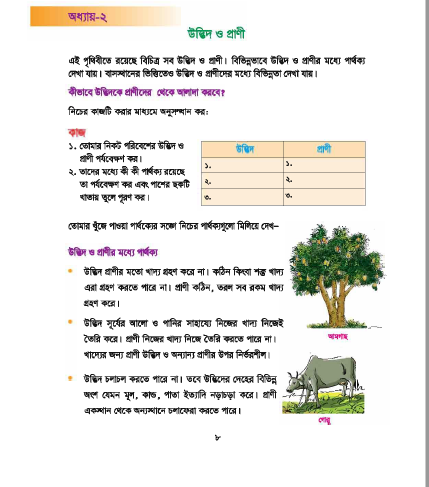 অধ্যায়-২
উদ্ভিদ ও প্রাণী
এই পৃথিবীতে রয়েছে বিচিত্র সব উদ্ভিদ ও প্রাণী। বিভিন্নভাবে উদ্ভিদ ও প্রাণীর মধ্যে পার্থক্য
দেখা যায়। বাসস্থানের ভিত্তিতেও উদ্ভিদ ও প্রাণীদের মধ্যে বিভিন্নতা দেখা যায়।
কীভাবে উদ্ভিদকে প্রাণীদের থেকে আলাদা করবে?
নিচের কাজটি করার মাধ্যমে অনুসন্ধান কর:
কাজ
১. তোমার নিকট পরিবেশের উদ্ভিদ ও
প্রাণী পর্যবেক্ষণ কর।
২. তাদের মধ্যে কী কী পার্থক্য রয়েছে
তা পর্যবেক্ষণ কর এবং পাশের ছকটি
খাতায় তুলে পূরণ কর।
উদ্ভিদ প্রাণী
১. ১.
২. ২.
৩. ৩.
তোমার খুঁজে পাওয়া পার্থক্যের সঙ্গে নিচের পার্থক্যগুলো মিলিয়ে দেখ–
উদ্ভিদ ও প্রাণীর মধ্যে পার্থক্য
উদ্ভিদ প্রাণীর মতো খাদ্য গ্রহণ করে না। কঠিন কিংবা শক্ত খাদ্য
এরা গ্রহণ করতে পারে না। প্রাণী কঠিন, তরল সব রকম খাদ্য
গ্রহণ করে।
উদ্ভিদ সূর্যের আলো ও পানির সাহায্যে নিজের খাদ্য নিজেই
তৈরি করে। প্রাণী নিজের খাদ্য নিজে তৈরি করতে পারে না।
খাদ্যের জন্য প্রাণী উদ্ভিদ ও অন্যান্য প্রাণীর উপর নির্ভরশীল।
আমগাছ
উদ্ভিদ চলাচল করতে পারে না। তবে উদ্ভিদের দেহের বিভিন্ন
অংশ যেমন মূল, কাণ্ড, পাতা ইত্যাদি নড়াচড়া করে। প্রাণী
একস্থান থেকে অন্যস্থানে চলাফেরা করতে পারে।
গোরু
৮